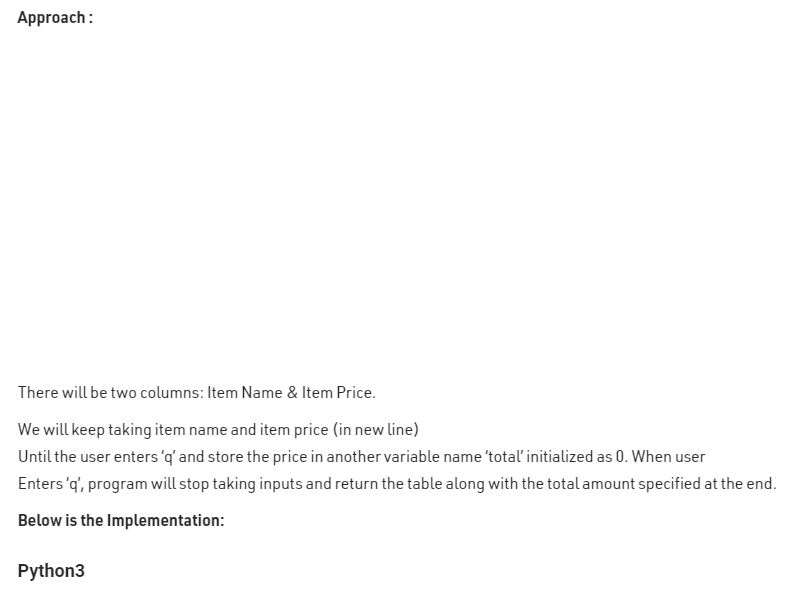 Approach :
There will be two columns: Item Name & Item Price.
We will keep taking item name and item price (in new line)
Until the user enters ‘q’ and store the price in another variable name ‘total’ initialized as 0. When user
Enters ‘q’, program will stop taking inputs and return the table along with the total amount specified at the end.
Below is the Implementation:
Python3